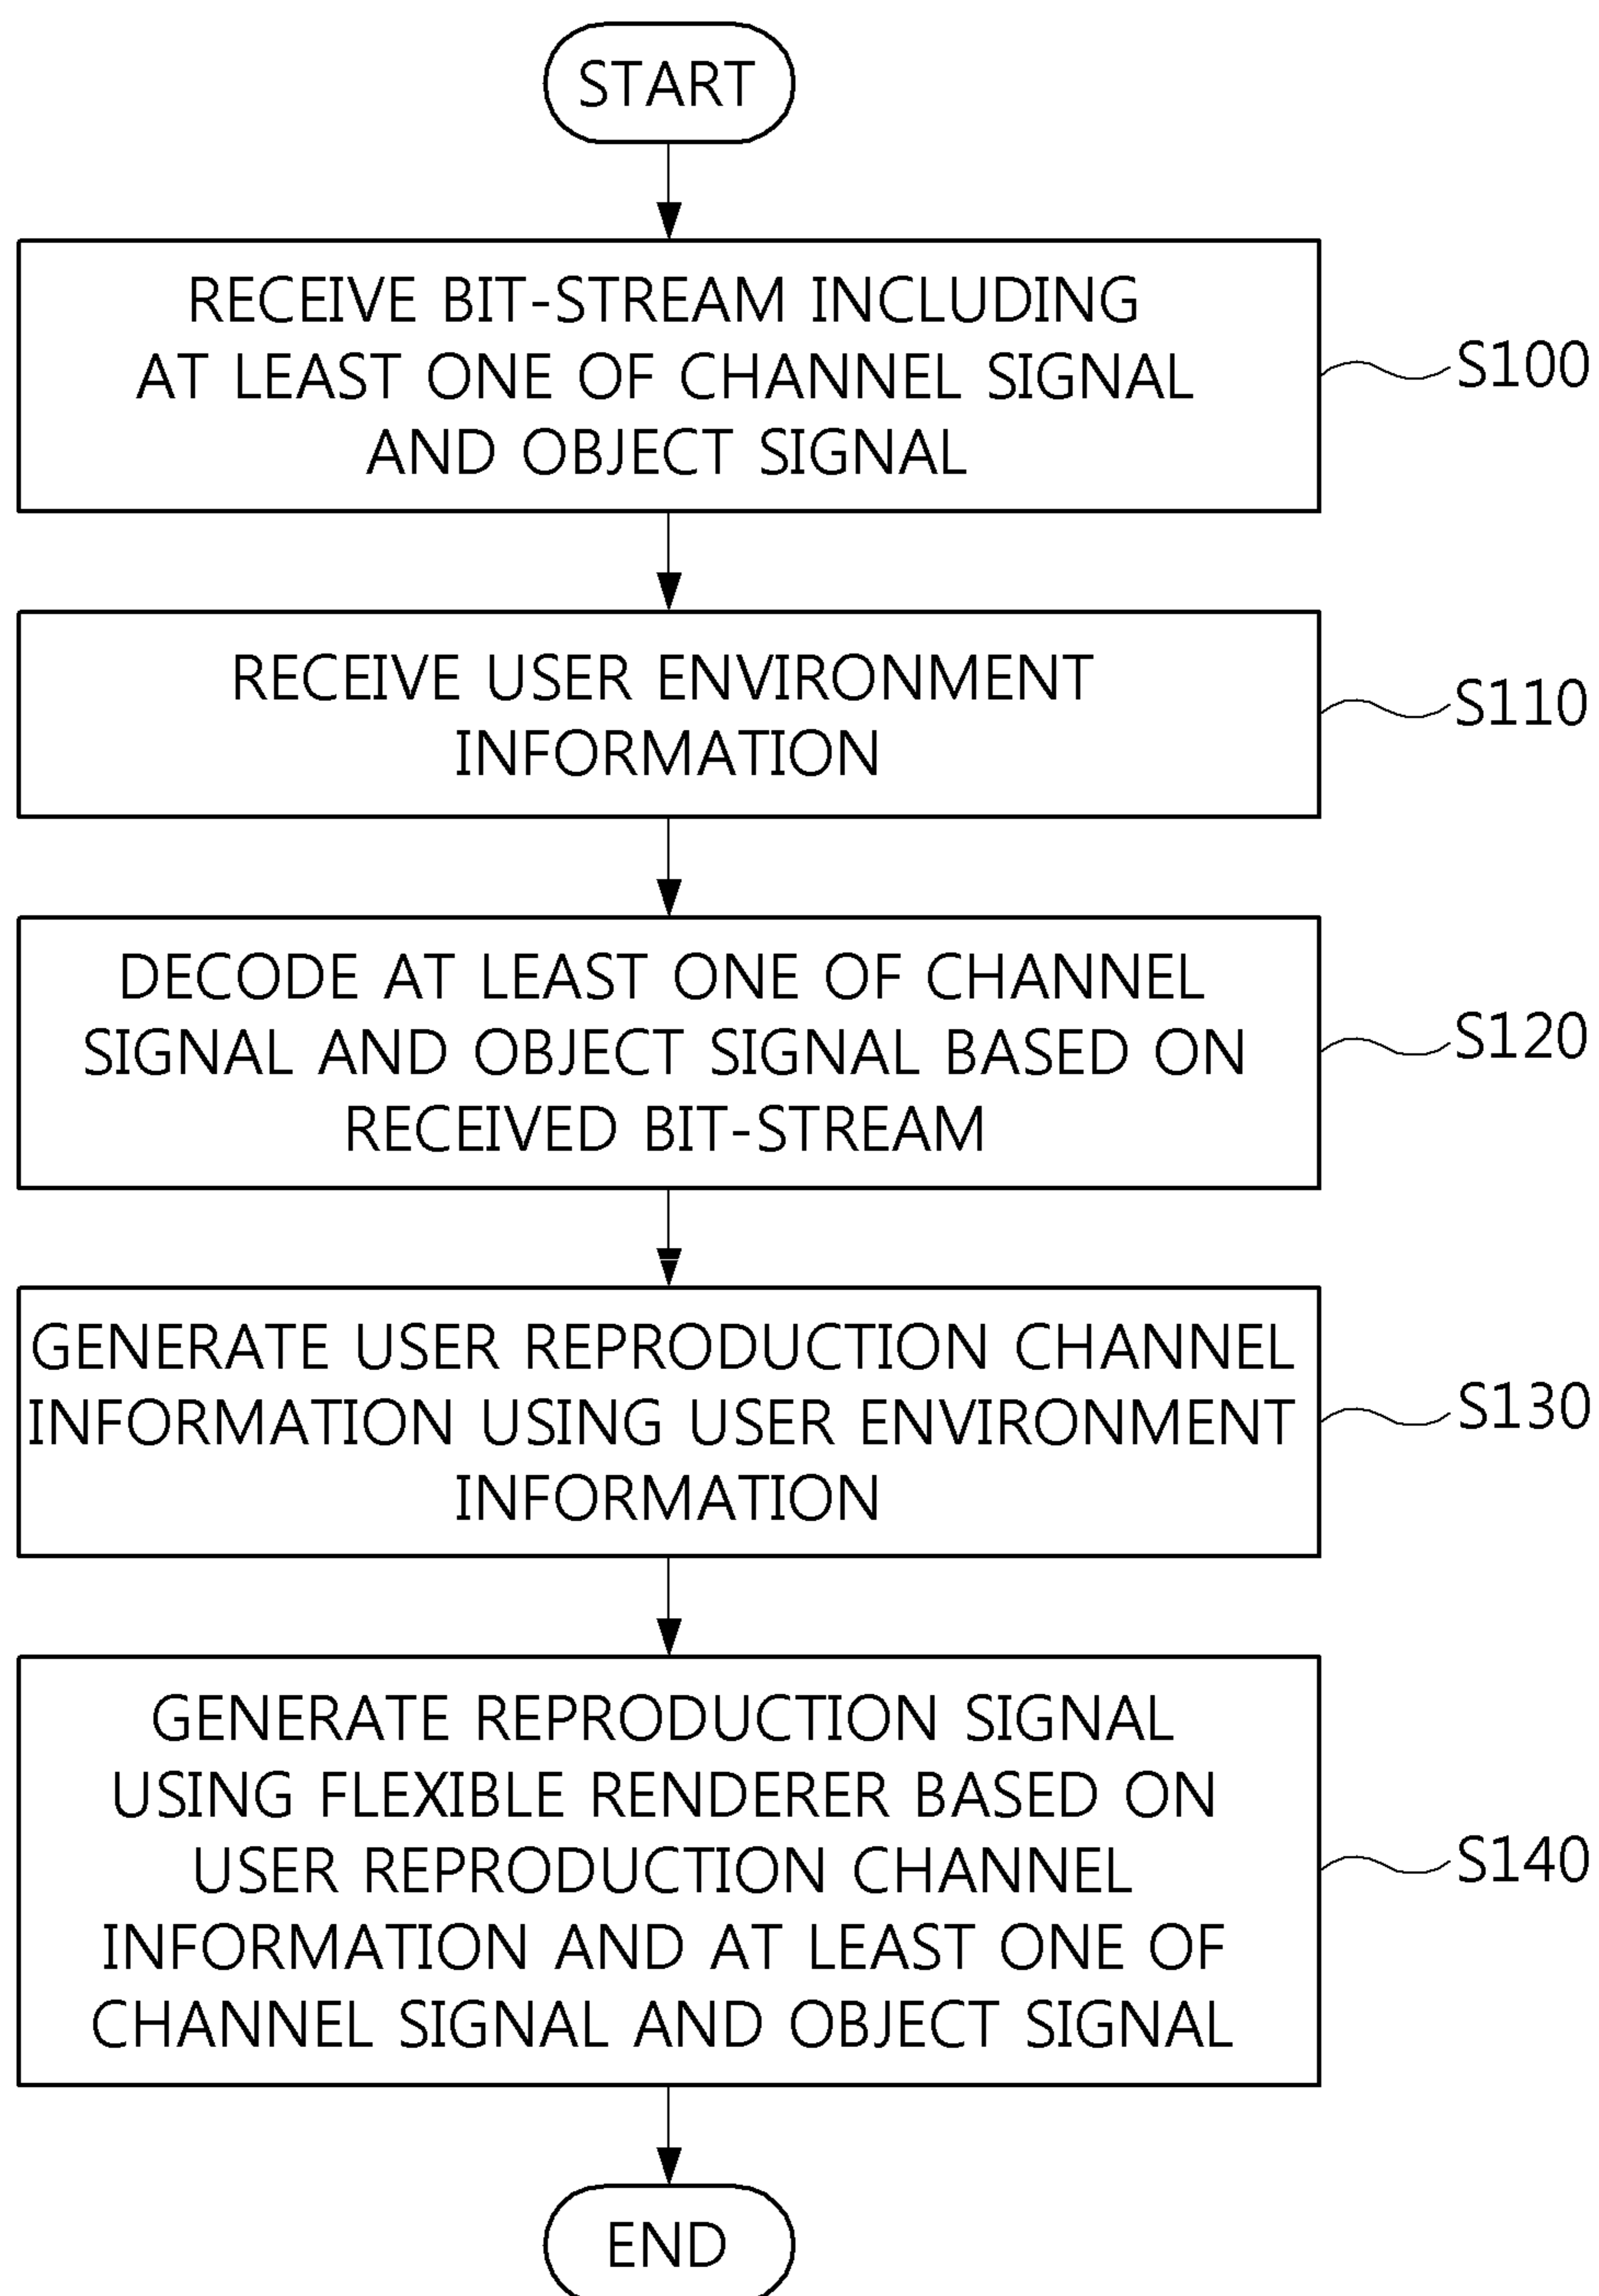 START
RECEIVE BIT-STREAM INCLUDING
AT LEAST ONE OF CHANNEL SIGNAL
AND OBJECT SIGNAL
S100
RECEIVE USER ENVIRONMENT
INFORMATION
S110
DECODE AT LEAST ONE OF CHANNEL
SIGNAL AND OBJECT SIGNAL BASED ON
RECEIVED BIT-STREAM
S120
GENERATE USER REPRODUCTION CHANNEL
INFORMATION USING USER ENVIRONMENT
INFORMATION
S130
GENERATE REPRODUCTION SIGNAL
USING FLEXIBLE RENDERER BASED ON
USER REPRODUCTION CHANNEL
INFORMATION AND AT LEAST ONE OF
CHANNEL SIGNAL AND OBJECT SIGNAL
S140
END